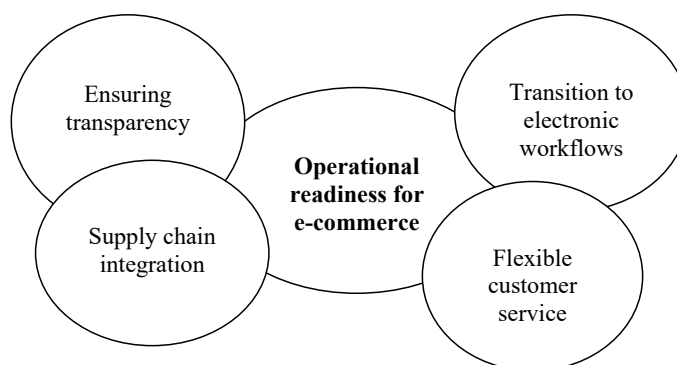 Ensuring
transparency
Transition to
electronic
workflows
Operational
readiness for
e-commerce
Supply chain
integration
Flexible
customer
service